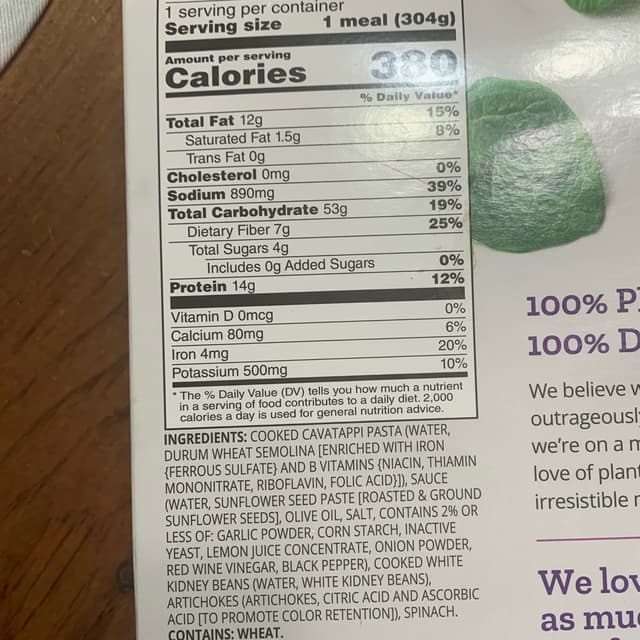 1 serving per container
Serving size 1 meal (304g)
Amount per serving
Calories 380
% Daily Value*
Total Fat 12g 15%
Saturated Fat 1.5g 8%
Trans Fat 0g
Cholesterol 0mg 0%
Sodium 890mg 39%
Total Carbohydrate 53g 19%
Dietary Fiber 7g 25%
Total Sugars 4g
Includes 0g Added Sugars 0%
Protein 14g 12%
Vitamin D 0mcg 0%
Calcium 80mg 6%
Iron 4mg 20%
Potassium 500mg 10%
* The % Daily Value (DV) tells you how much a nutrient
in a serving of food contributes to a daily diet. 2,000
calories a day is used for general nutrition advice.
INGREDIENTS: COOKED CAVATAPPI PASTA (WATER,
DURUM WHEAT SEMOLINA [ENRICHED WITH IRON
{FERROUS SULFATE} AND B VITAMINS {NIACIN, THIAMIN
MONONITRATE, RIBOFLAVIN, FOLIC ACID}]), SAUCE
(WATER, SUNFLOWER SEED PASTE [ROASTED & GROUND
SUNFLOWER SEEDS], OLIVE OIL, SALT, CONTAINS 2% OR
LESS OF: GARLIC POWDER, CORN STARCH, INACTIVE
YEAST, LEMON JUICE CONCENTRATE, ONION POWDER,
RED WINE VINEGAR, BLACK PEPPER), COOKED WHITE
KIDNEY BEANS (WATER, WHITE KIDNEY BEANS),
ARTICHOKES (ARTICHOKES, CITRIC ACID AND ASCORBIC
ACID [TO PROMOTE COLOR RETENTION]), SPINACH.
CONTAINS: WHEAT.
100% P
100% D
We believe w
outrageously
we're on a m
love of plant
irresistible
We lov
as mu